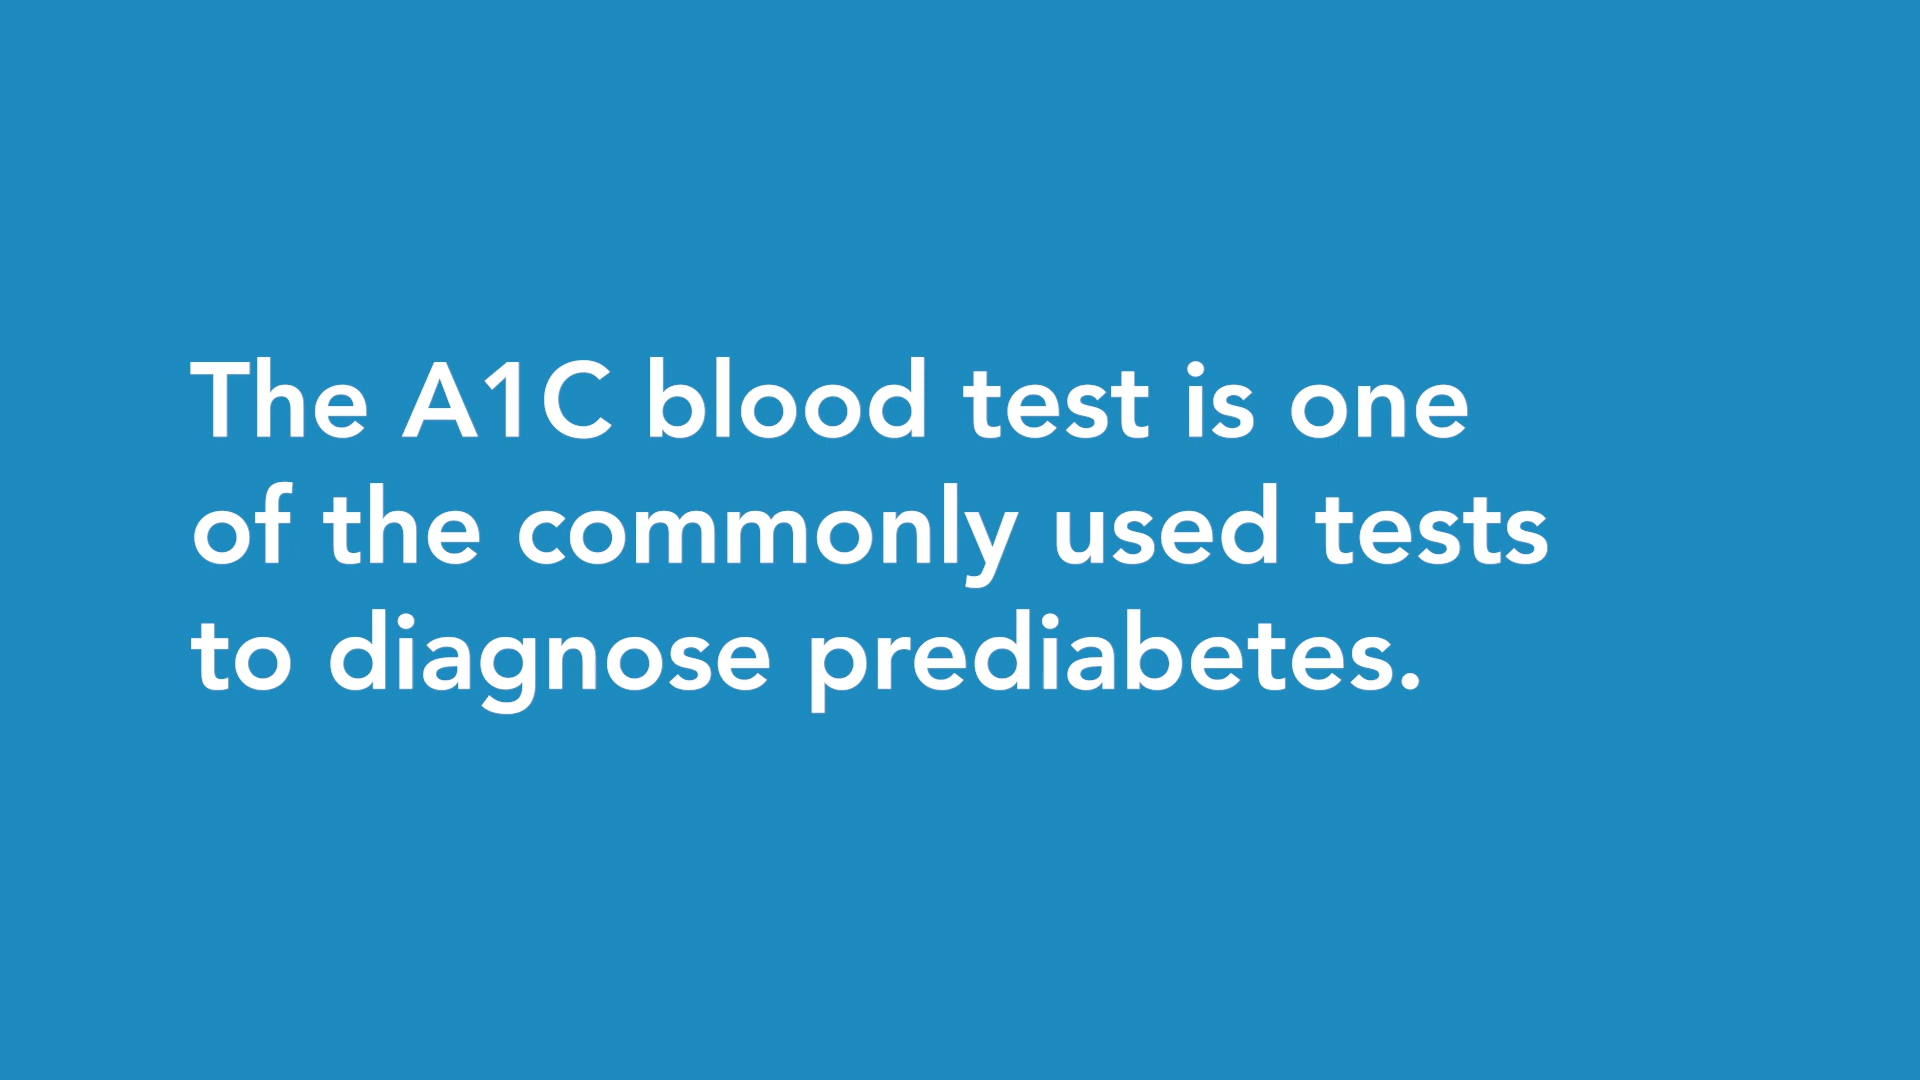 The A1C blood test is one
of the commonly used tests
to diagnose prediabetes.